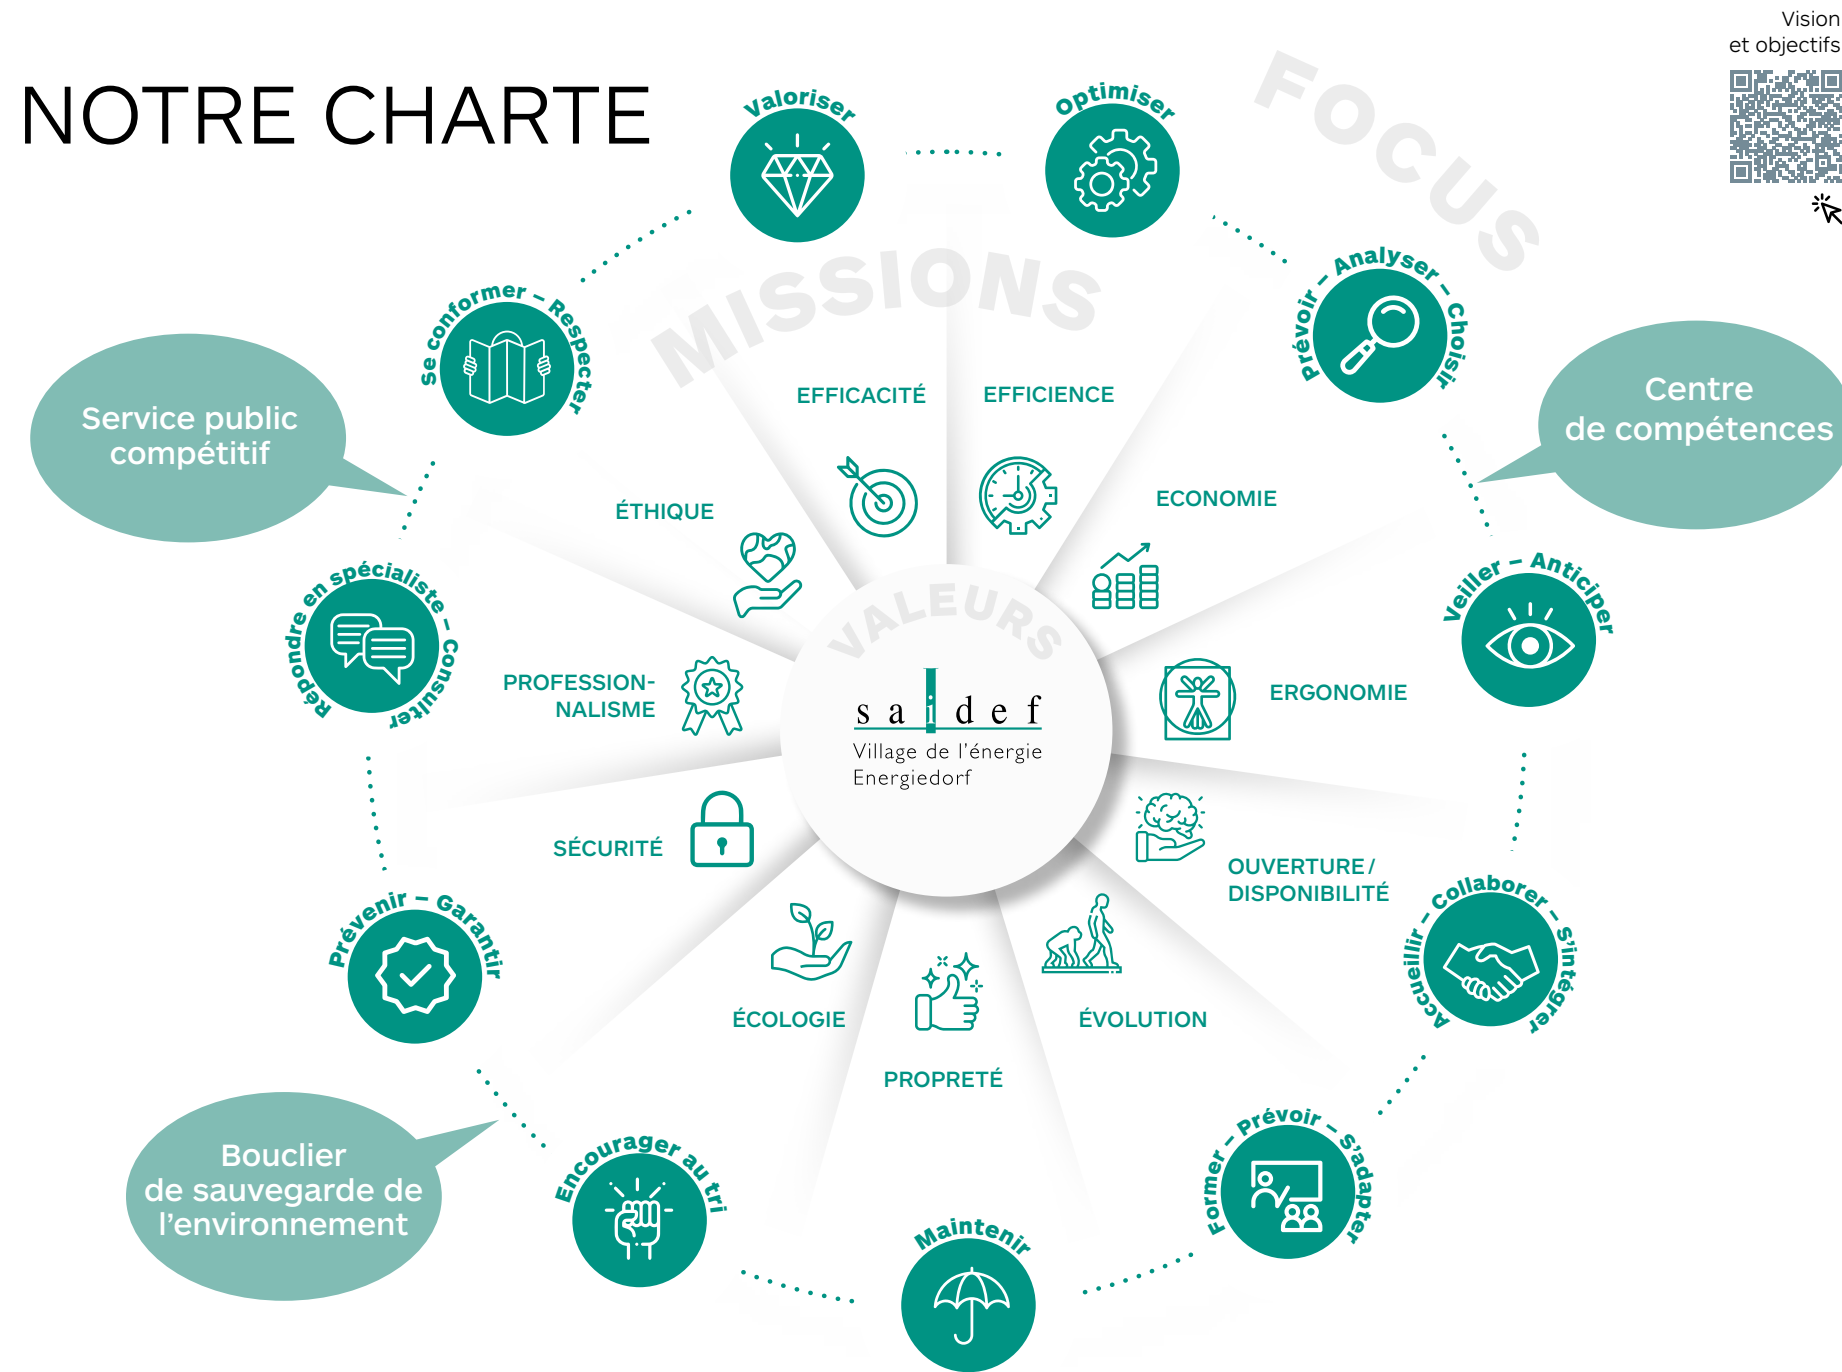 Vision
et objectifs
NOTRE CHARTE
FOCUS
MISSIONS
VALEURS
Valoriser
Optimiser
Prévoir – Analyser – Choisir
Veiller – Anticiper
Accueillir – Collaborer – S'intégrer
Former – Prévoir – S'adapter
Maintenir
Encourager au tri
Prévenir – Garantir
Répondre en spécialiste – Consulter
Se conformer – Respecter
Service public
compétitif
Centre
de compétences
Bouclier
de sauvegarde de
l'environnement
EFFICACITÉ
EFFICIENCE
ECONOMIE
ERGONOMIE
OUVERTURE /
DISPONIBILITÉ
ÉVOLUTION
PROPRETÉ
ÉCOLOGIE
SÉCURITÉ
PROFESSION-
NALISME
ÉTHIQUE
saidef
Village de l'énergie
Energiedorf